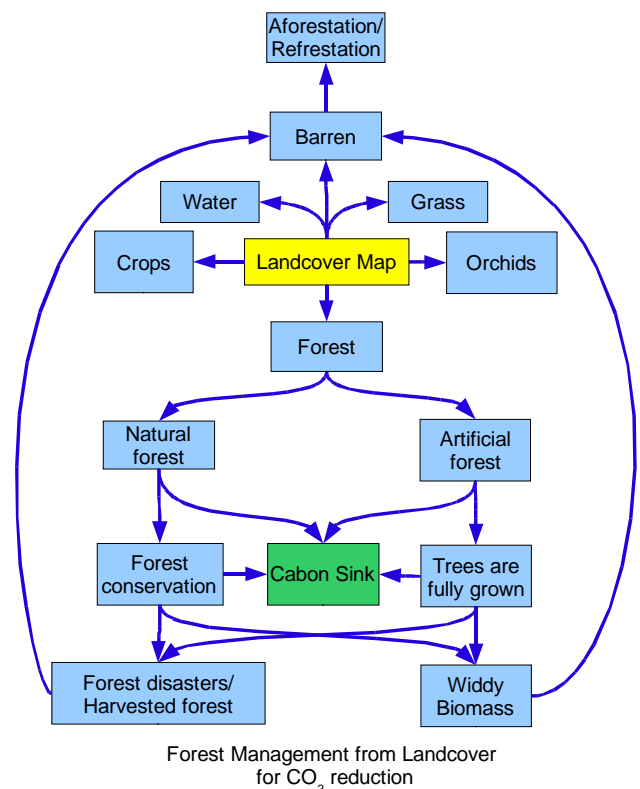 Aforestation/
Refrestation
Barren
Water
Grass
Crops
Landcover Map
Orchids
Forest
Natural
forest
Artificial
forest
Forest
conservation
Cabon Sink
Trees are
fully grown
Forest disasters/
Harvested forest
Widdy
Biomass
Forest Management from Landcover
for CO₂ reduction